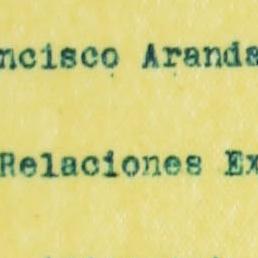 ncisco Aranda
Relaciones Ex